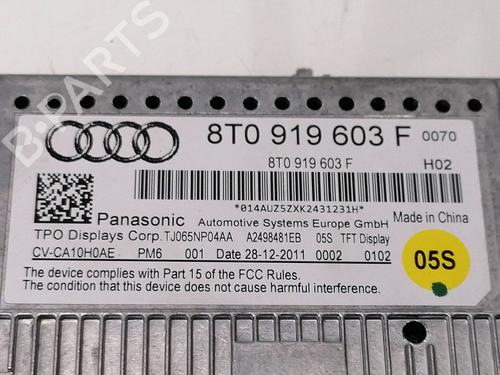 B-PARTS
8T0 919 603 F 0070
8T0 919 603 F H02
*014AUZ5ZXK2431231H*
Made in China
Panasonic Automotive Systems Europe GmbH
TPO Displays Corp. TJ065NP04AA A2498481EB 05S TFT Display
CV-CA10H0AE PM6 001 Date 28-12-2011 0002 0102
05S
The device complies with Part 15 of the FCC Rules.
The condition that this device does not cause harmful interference.